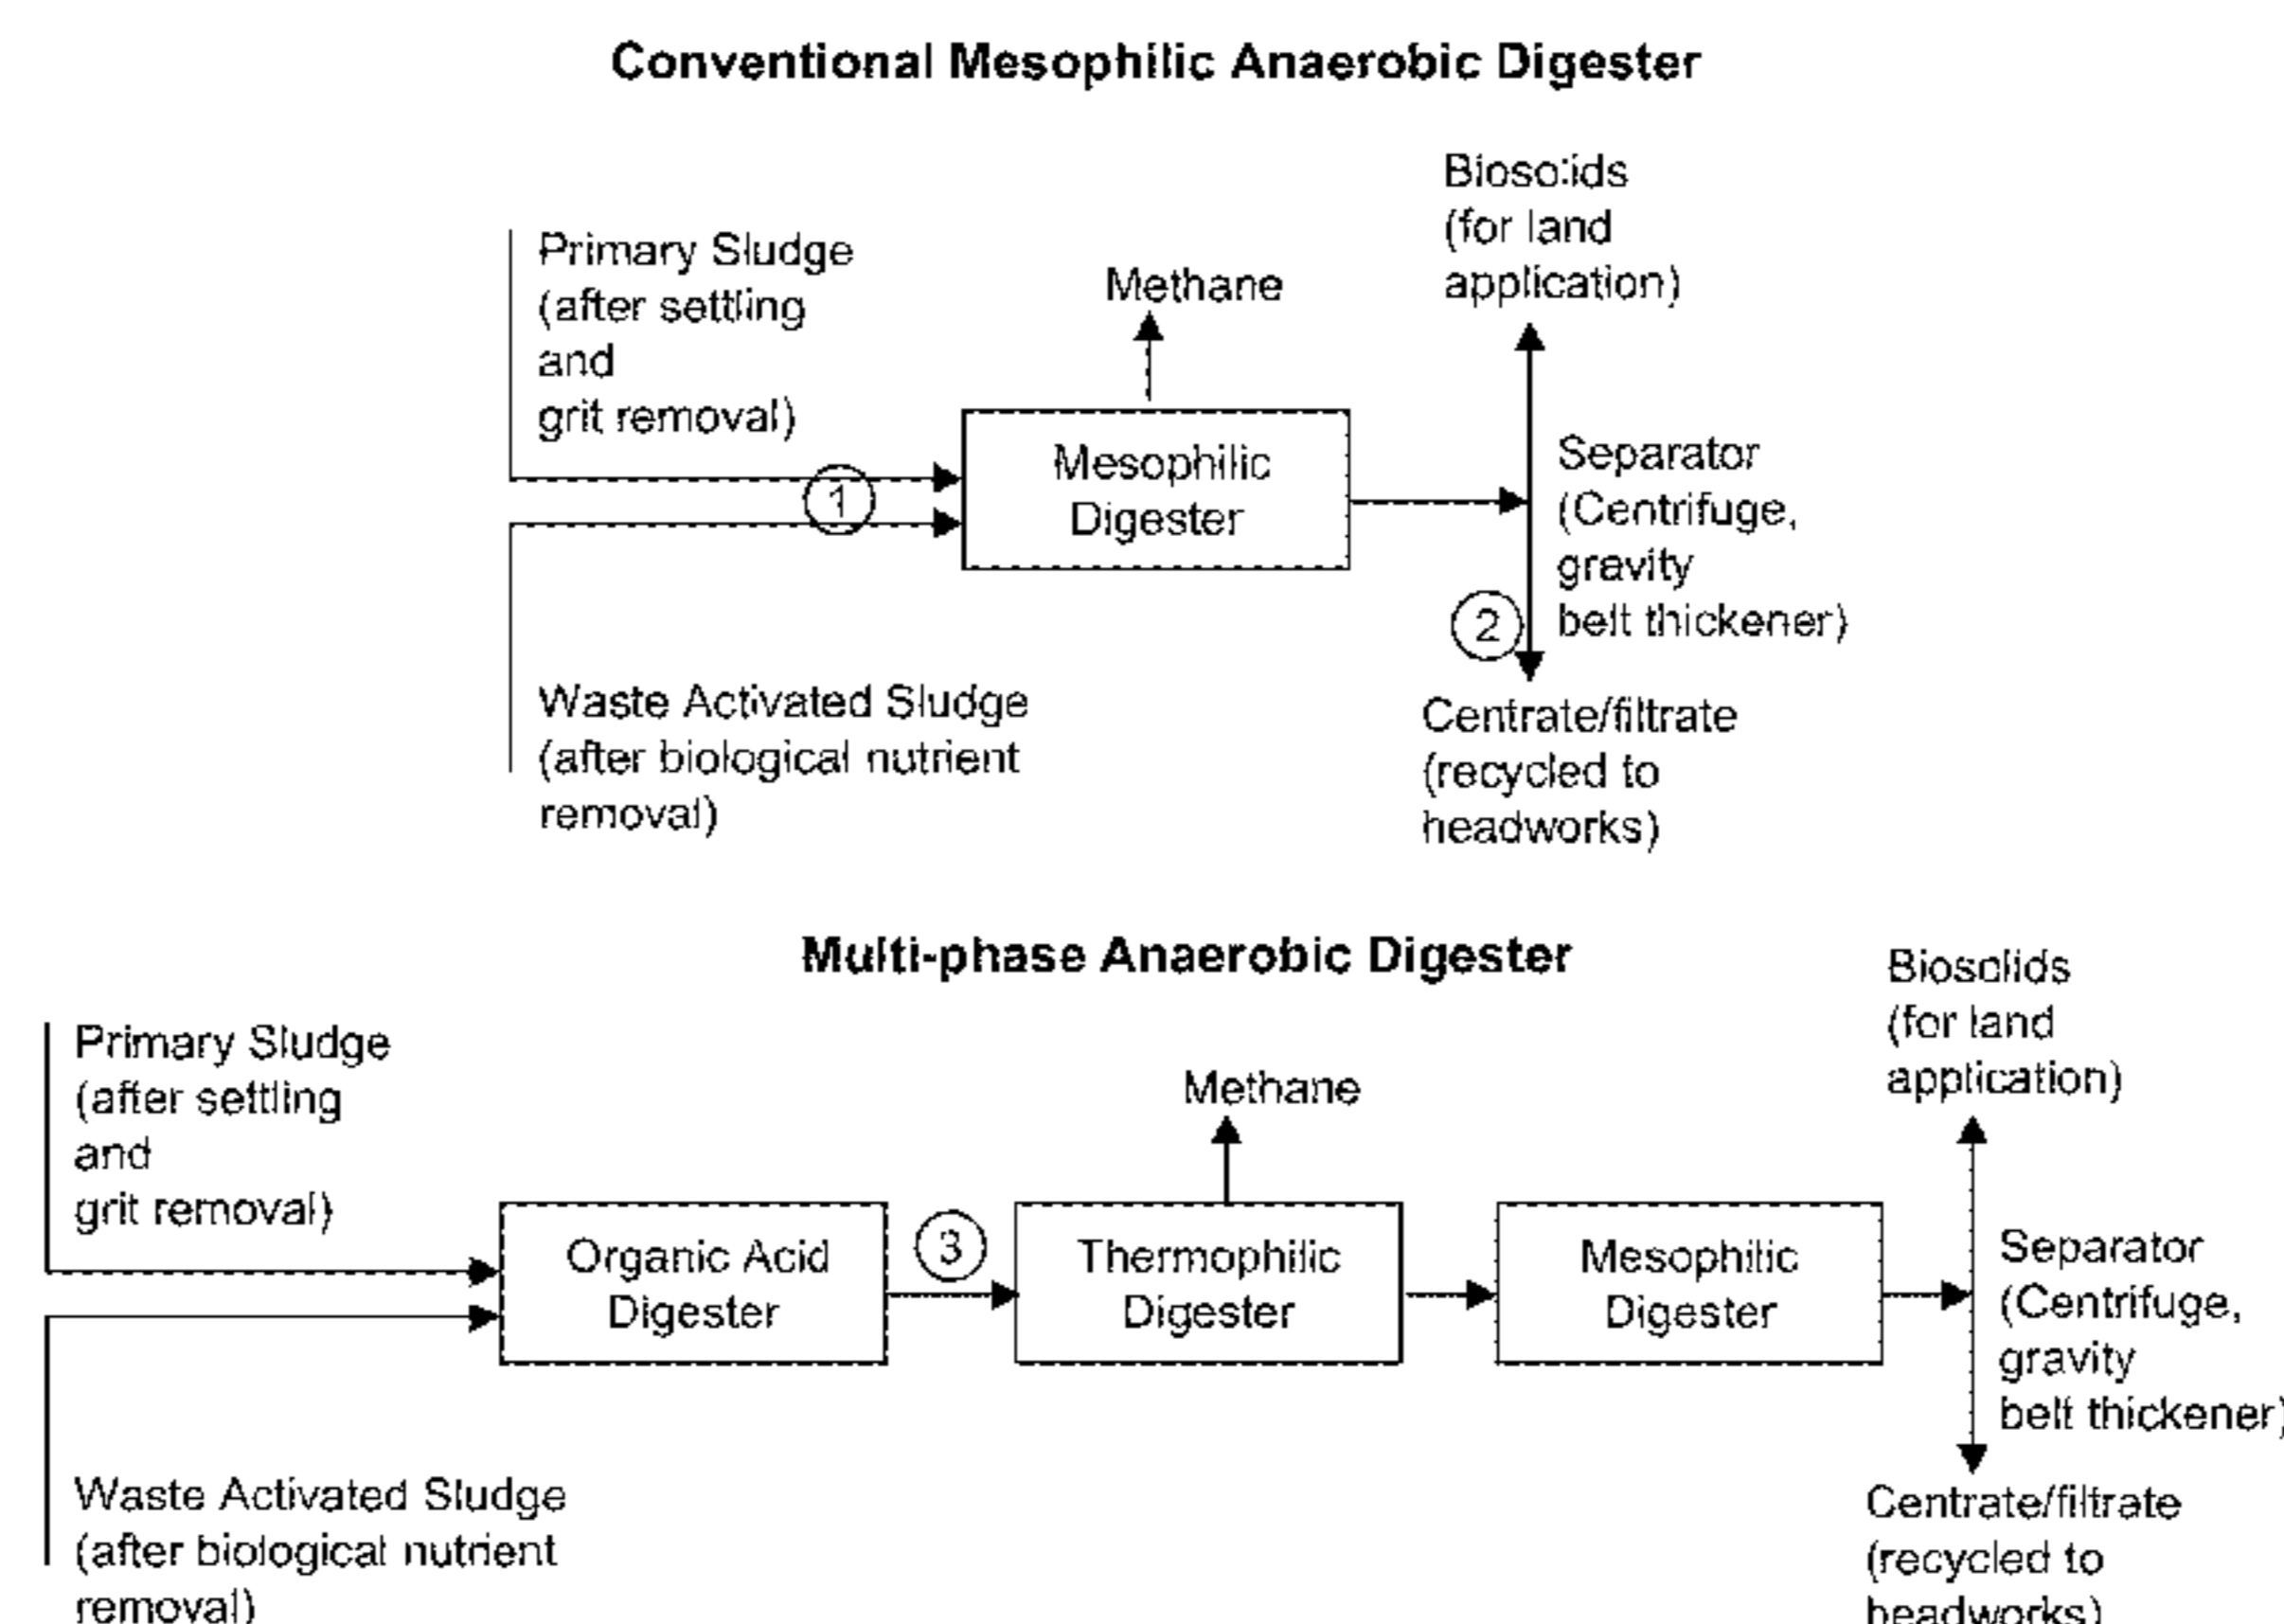 Conventional Mesophilic Anaerobic Digester
Primary Sludge
(after settling
and
grit removal)
Methane
Biosolids
(for land
application)
1
Mesophilic
Digester
Separator
(Centrifuge,
gravity
belt thickener)
2
Waste Activated Sludge
(after biological nutrient
removal)
Centrate/filtrate
(recycled to
headworks)
Multi-phase Anaerobic Digester
Primary Sludge
(after settling
and
grit removal)
Methane
Biosolids
(for land
application)
Organic Acid
Digester
3
Thermophilic
Digester
Mesophilic
Digester
Separator
(Centrifuge,
gravity
belt thickener)
Waste Activated Sludge
(after biological nutrient
removal)
Centrate/filtrate
(recycled to
headworks)